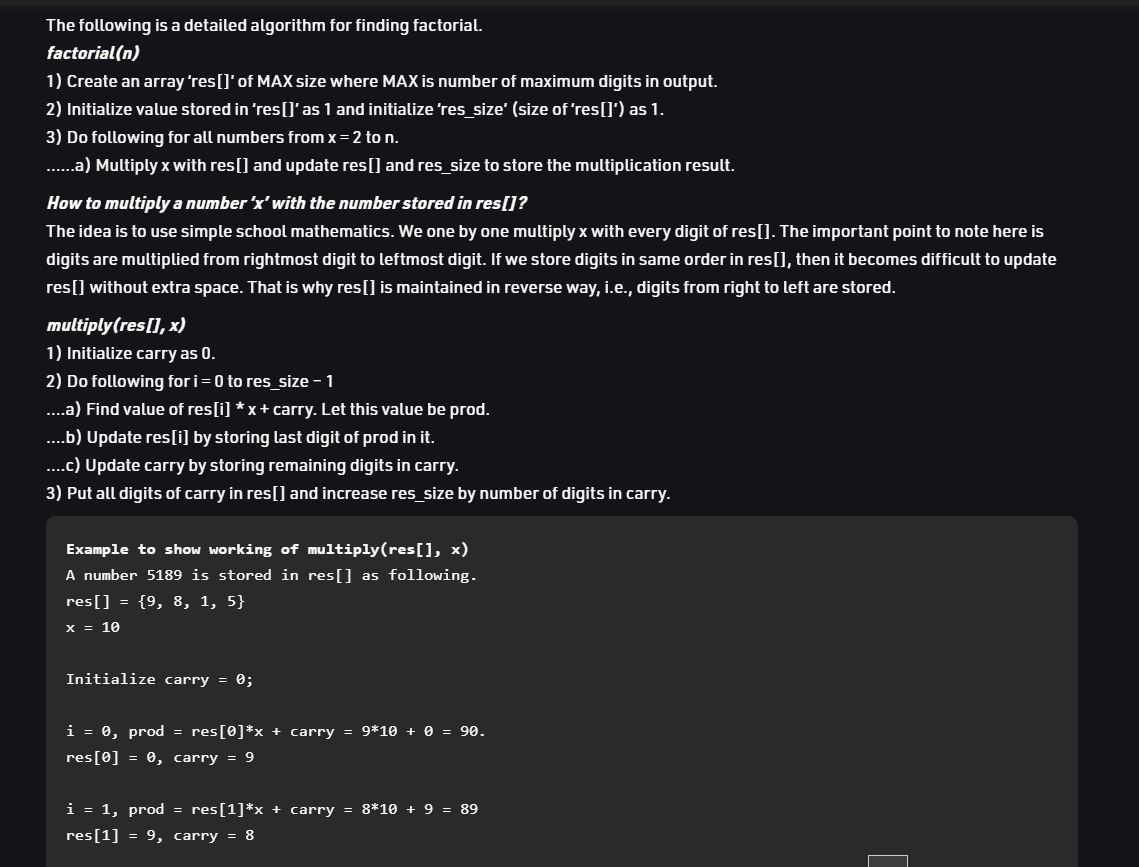 The following is a detailed algorithm for finding factorial.
factorial(n)
1) Create an array ‘res[]’ of MAX size where MAX is number of maximum digits in output.
2) Initialize value stored in ‘res[]’ as 1 and initialize ‘res_size’ (size of ‘res[]’) as 1.
3) Do following for all numbers from x = 2 to n.
......a) Multiply x with res[] and update res[] and res_size to store the multiplication result.
How to multiply a number ‘x’ with the number stored in res[]?
The idea is to use simple school mathematics. We one by one multiply x with every digit of res[]. The important point to note here is
digits are multiplied from rightmost digit to leftmost digit. If we store digits in same order in res[], then it becomes difficult to update
res[] without extra space. That is why res[] is maintained in reverse way, i.e., digits from right to left are stored.
multiply(res[], x)
1) Initialize carry as 0.
2) Do following for i = 0 to res_size – 1
....a) Find value of res[i] * x + carry. Let this value be prod.
....b) Update res[i] by storing last digit of prod in it.
....c) Update carry by storing remaining digits in carry.
3) Put all digits of carry in res[] and increase res_size by number of digits in carry.
Example to show working of multiply(res[], x)
A number 5189 is stored in res[] as following.
res[] = {9, 8, 1, 5}
x = 10
Initialize carry = 0;
i = 0, prod = res[0]*x + carry = 9*10 + 0 = 90.
res[0] = 0, carry = 9
i = 1, prod = res[1]*x + carry = 8*10 + 9 = 89
res[1] = 9, carry = 8